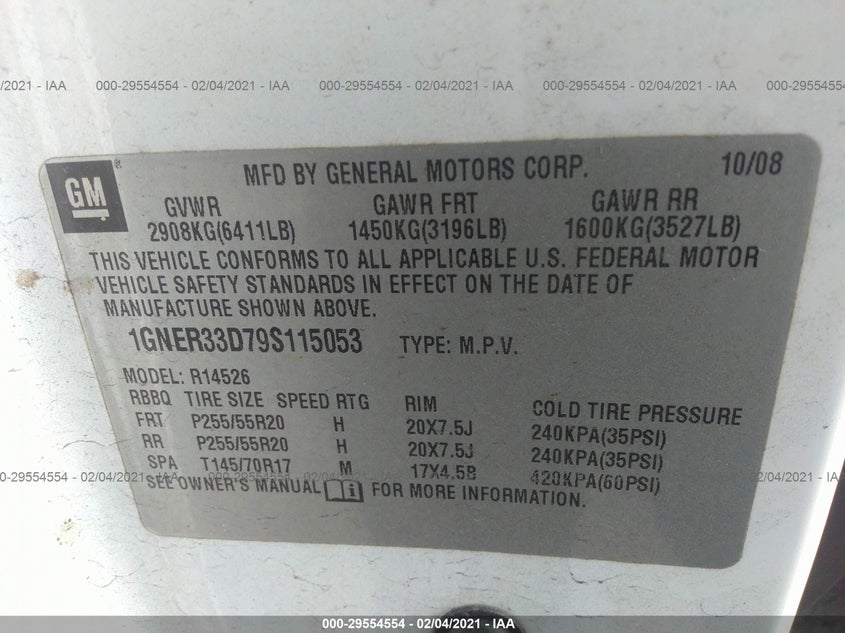 /04/2021 - IAA 000-29554554 - 02/04/2021 - IAA 000-29554554 - 02/04/2021 - IAA 000-29554554 - 02/0
GM®
MFD BY GENERAL MOTORS CORP. 10/08
GVWR GAWR FRT GAWR RR
2908KG(6411LB) 1450KG(3196LB) 1600KG(3527LB)
THIS VEHICLE CONFORMS TO ALL APPLICABLE U.S. FEDERAL MOTOR
VEHICLE SAFETY STANDARDS IN EFFECT ON THE DATE OF
MANUFACTURE SHOWN ABOVE.
1GNER33D79S115053 TYPE: M.P.V.
MODEL: R14526
RBBQ TIRE SIZE SPEED RTG RIM COLD TIRE PRESSURE
FRT P255/55R20 H 20X7.5J 240KPA(35PSI)
RR P255/55R20 H 20X7.5J 240KPA(35PSI)
SPA T145/70R17 M 17X4.5B 420KPA(60PSI)
SEE OWNER'S MANUAL FOR MORE INFORMATION.
000-29554554 - 02/04/2021 - IAA